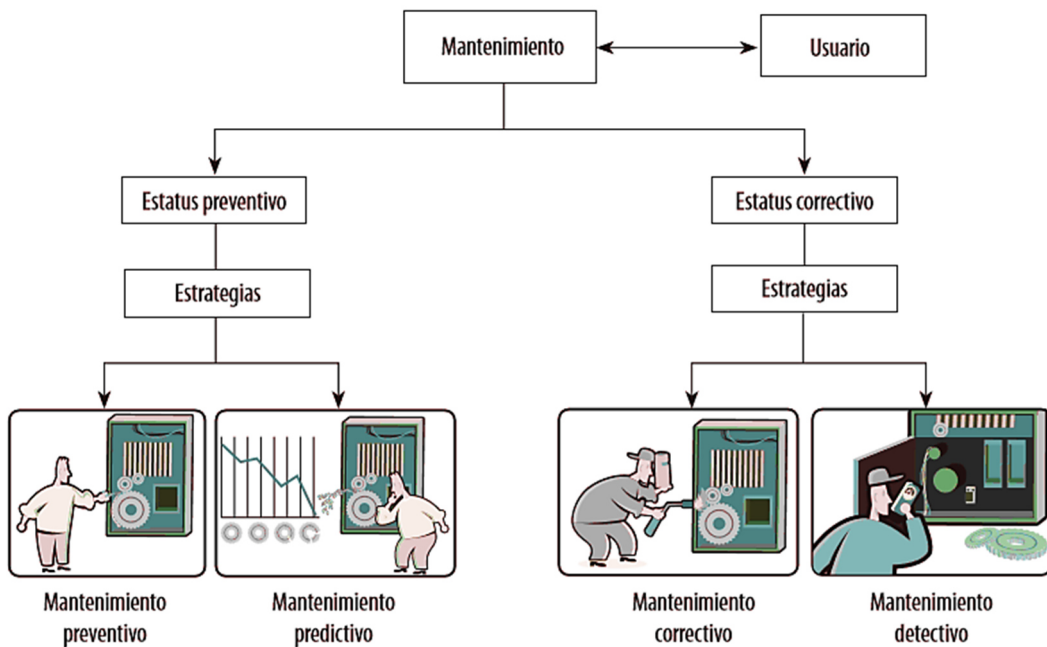 Mantenimiento
Usuario
Estatus preventivo
Estatus correctivo
Estrategias
Estrategias
Mantenimiento
preventivo
Mantenimiento
predictivo
Mantenimiento
correctivo
Mantenimiento
detectivo